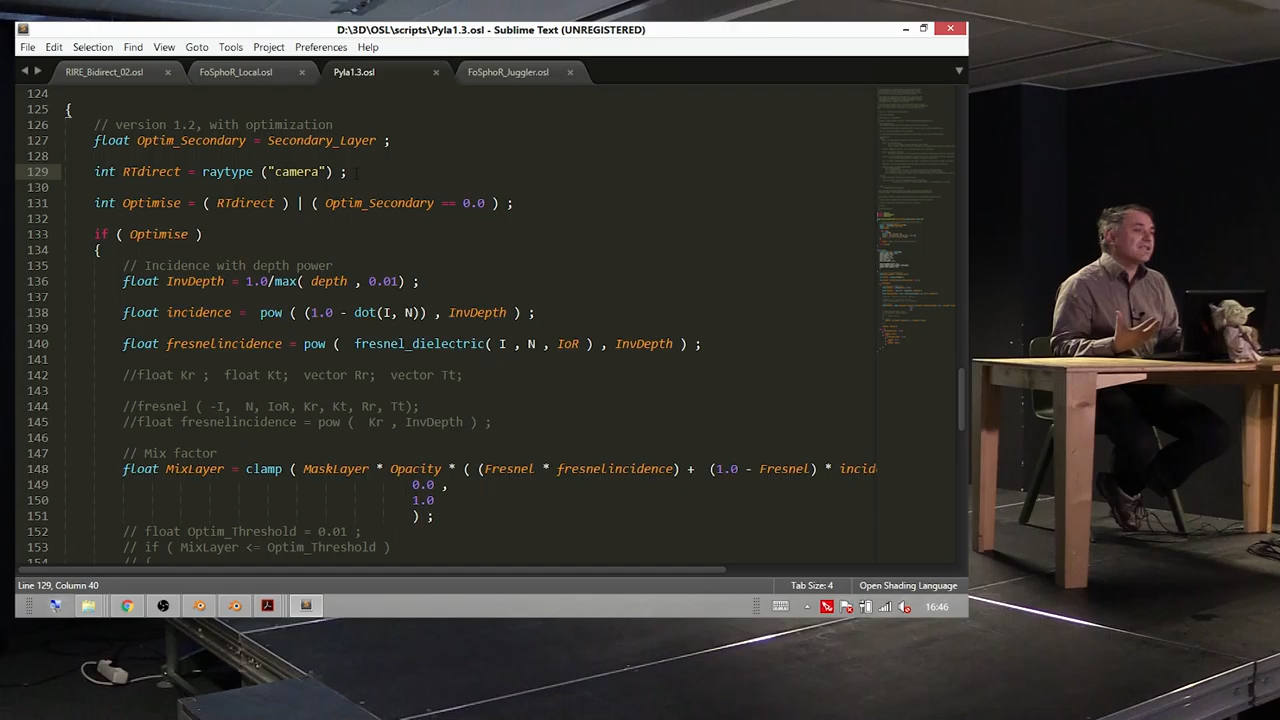 D:\3D\OSL\scripts\Pyla1.3.osl - Sublime Text (UNREGISTERED)
File Edit Selection Find View Goto Tools Project Preferences Help
RIRE_Bidirect_02.osl × FoSphoR_Local.osl × Pyla1.3.osl × FoSphoR_Juggler.osl ×
124
125 {
126 // version 1.2, with optimization
127 float Optim_Secondary = Secondary_Layer ;
128
129 int RTdirect = raytype ("camera") ;
130
131 int Optimise = ( RTdirect ) | ( Optim_Secondary == 0.0 ) ;
132
133 if ( Optimise )
134 {
135 // Incidence with depth power
136 float InvDepth = 1.0/max( depth , 0.01) ;
137
138 float incidence = pow ( (1.0 - dot(I, N)) , InvDepth ) ;
139
140 float fresnelincidence = pow ( fresnel_dielectric( I , N , IoR ) , InvDepth ) ;
141
142 //float Kr ; float Kt; vector Rr; vector Tt;
143
144 //fresnel ( -I, N, IoR, Kr, Kt, Rr, Tt);
145 //float fresnelincidence = pow ( Kr , InvDepth ) ;
146
147 // Mix factor
148 float MixLayer = clamp ( MaskLayer * Opacity * ( (Fresnel * fresnelincidence) + (1.0 - Fresnel) * incid
149 0.0 ,
150 1.0
151 ) ;
152 // float Optim_Threshold = 0.01 ;
153 // if ( MixLayer <= Optim_Threshold )
154 // {
Line 129, Column 40 Tab Size: 4 Open Shading Language
16:46